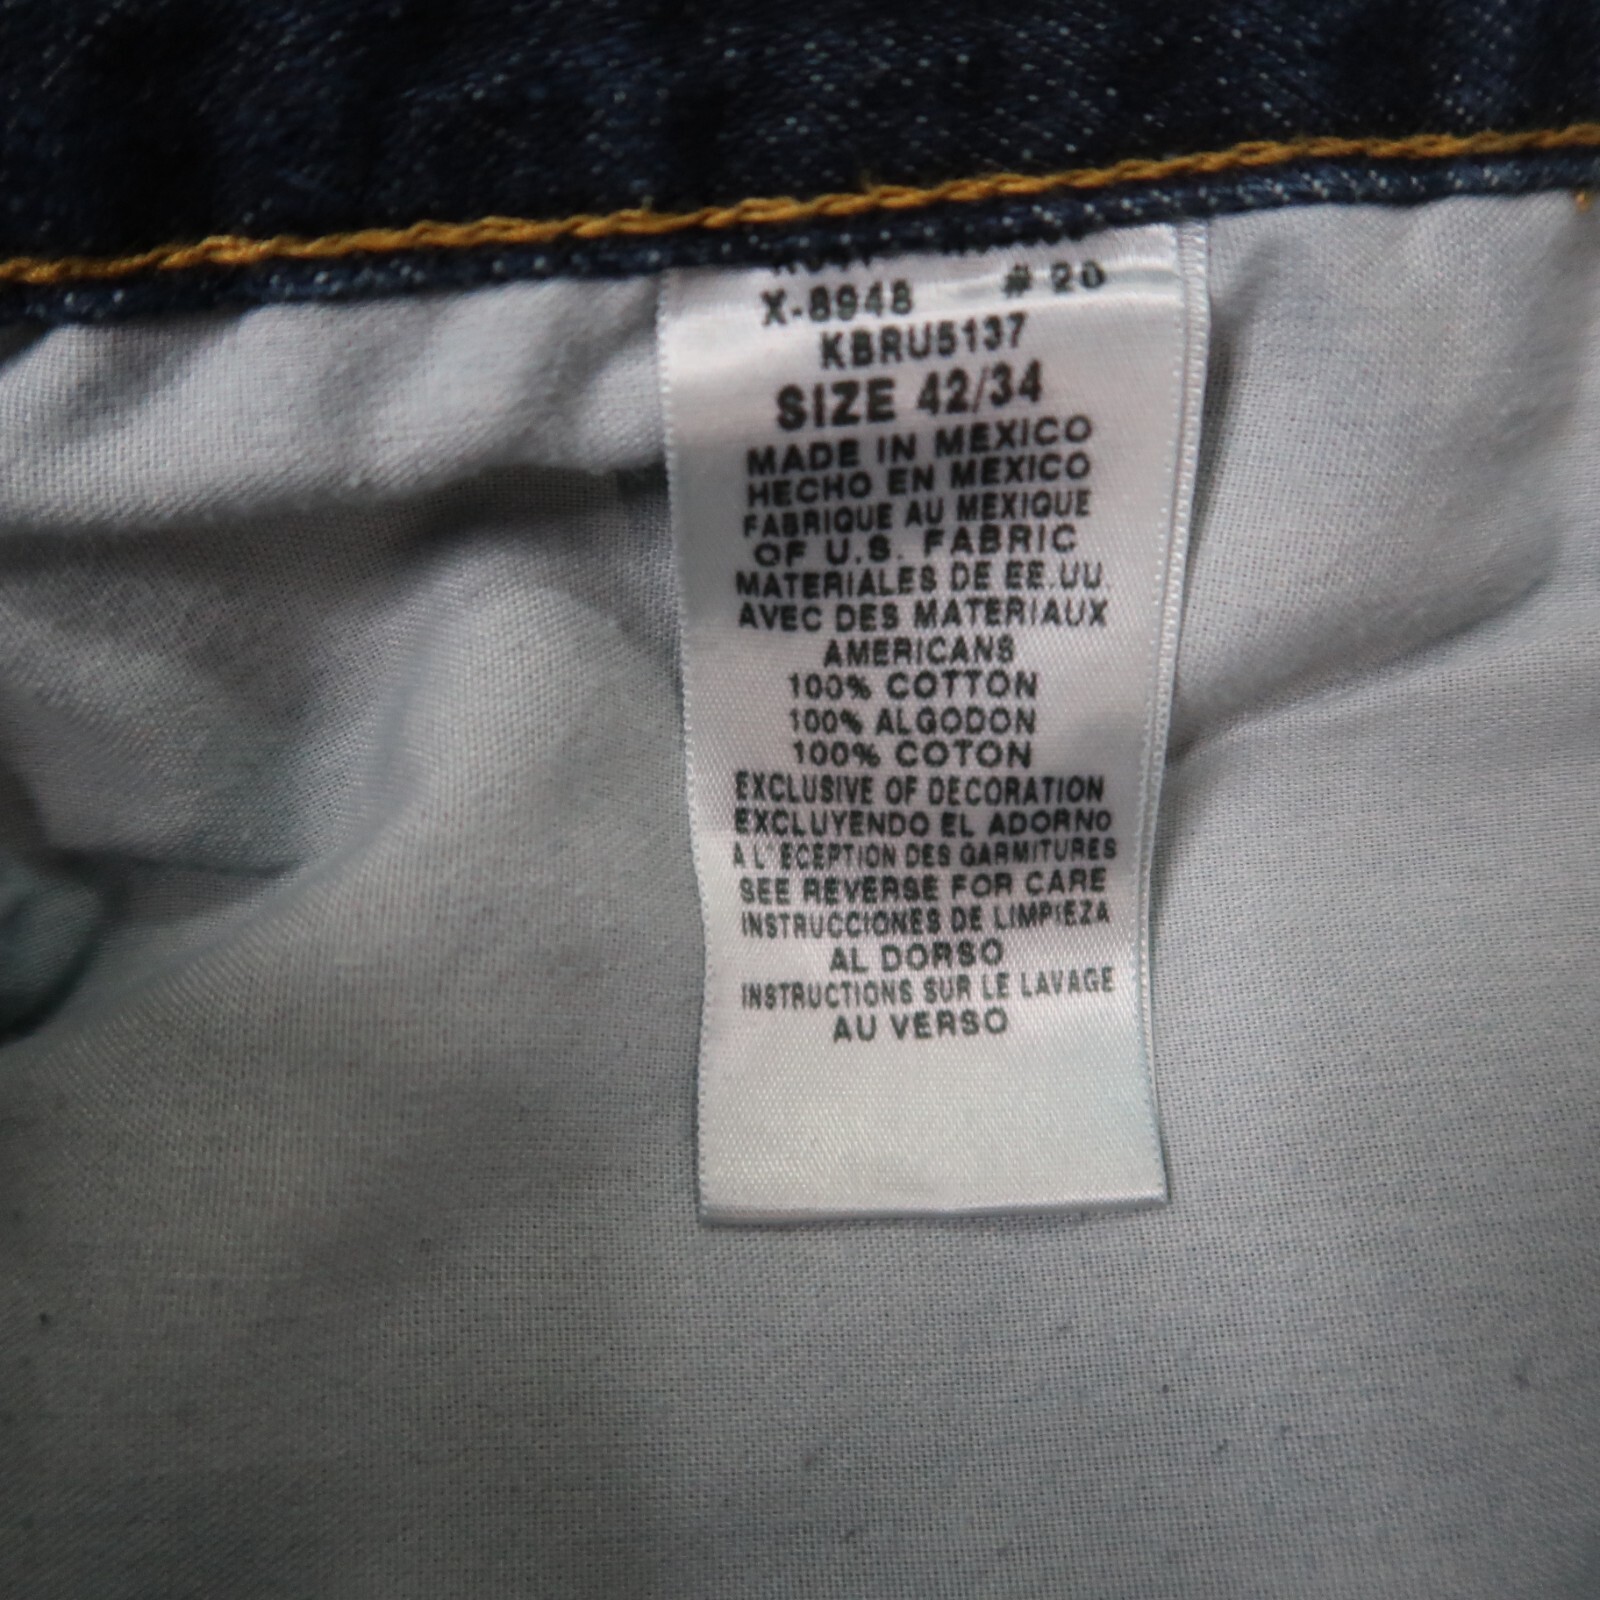 X-8948 # 20
KBRU5137
SIZE 42/34
MADE IN MEXICO
HECHO EN MEXICO
FABRIQUE AU MEXIQUE
OF U.S. FABRIC
MATERIALES DE EE.UU.
AVEC DES MATERIAUX
AMERICANS
100% COTTON
100% ALGODON
100% COTON
EXCLUSIVE OF DECORATION
EXCLUYENDO EL ADORNO
A L' ECEPTION DES GARMITURES
SEE REVERSE FOR CARE
INSTRUCCIONES DE LIMPIEZA
AL DORSO
INSTRUCTIONS SUR LE LAVAGE
AU VERSO